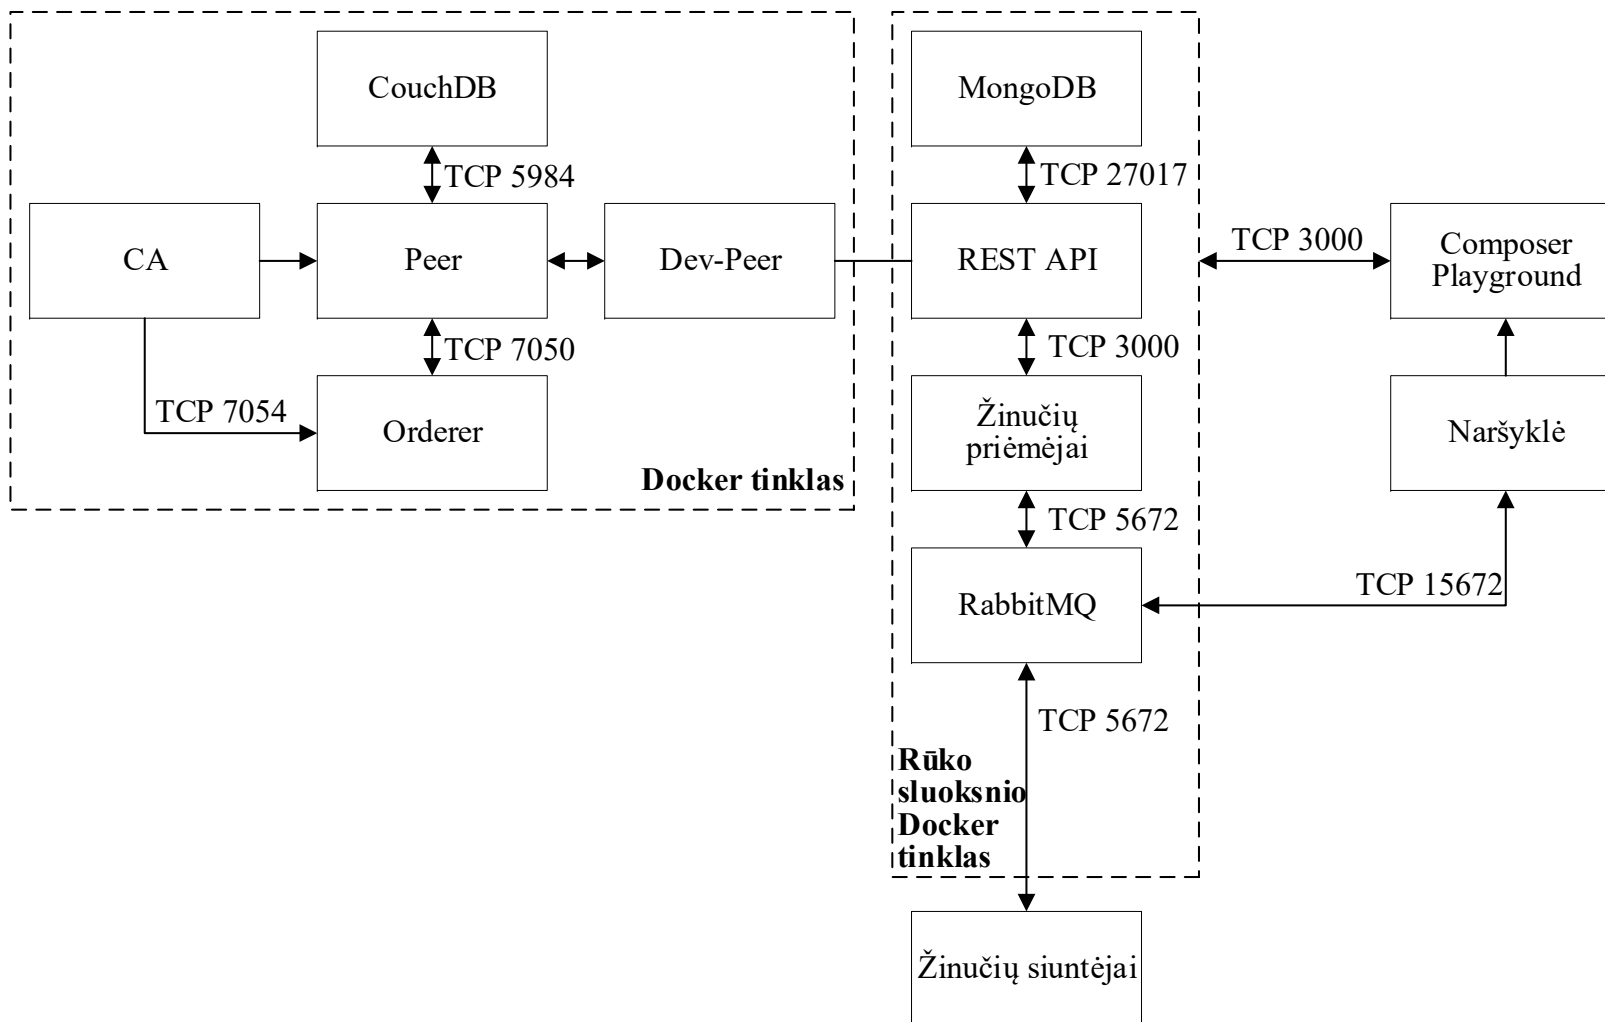 CouchDB
MongoDB
TCP 5984
TCP 27017
CA
Peer
Dev-Peer
REST API
TCP 3000
Composer
Playground
TCP 7050
TCP 3000
TCP 7054
Orderer
Žinučių
priėmėjai
Naršyklė
Docker tinklas
TCP 5672
RabbitMQ
TCP 15672
TCP 5672
Rūko
sluoksnio
Docker
tinklas
Žinučių siuntėjai